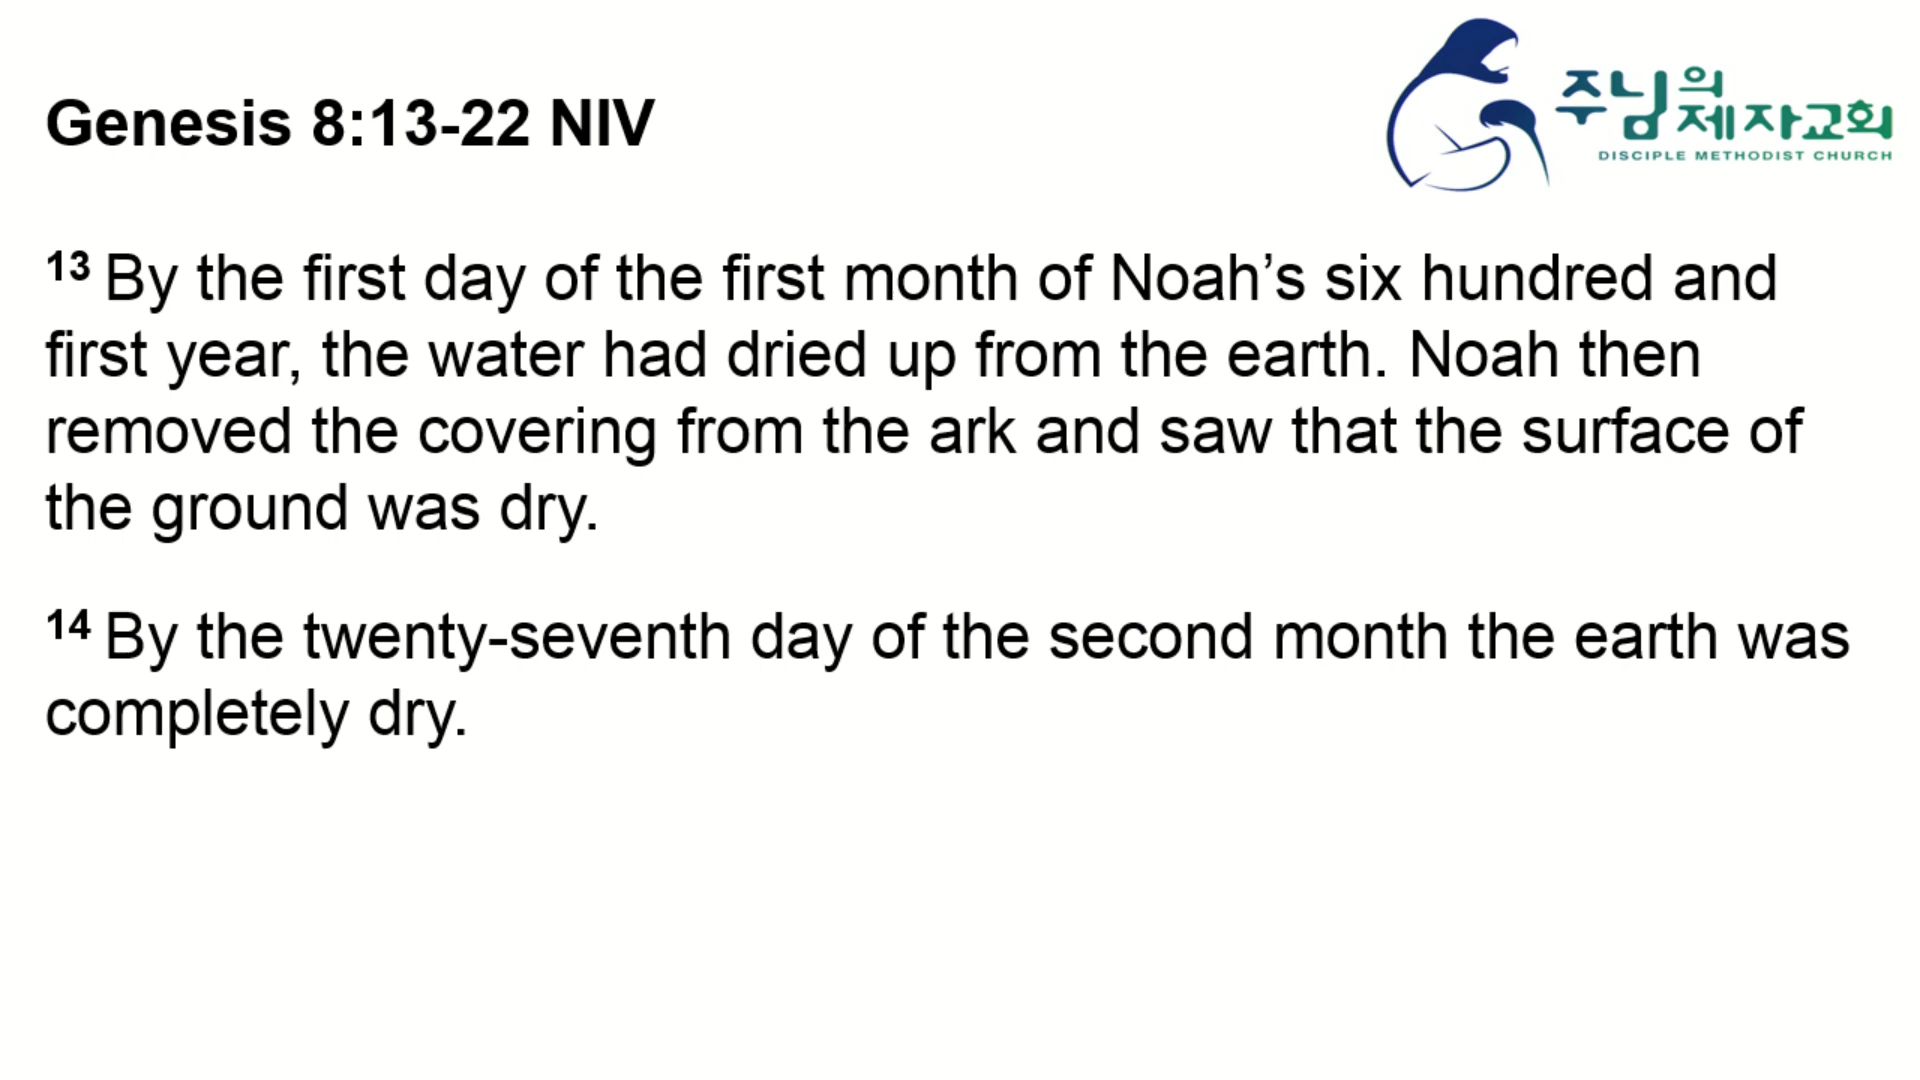 Genesis 8:13-22 NIV
주님의
제자교회
DISCIPLE METHODIST CHURCH
13 By the first day of the first month of Noah’s six hundred and
first year, the water had dried up from the earth. Noah then
removed the covering from the ark and saw that the surface of
the ground was dry.
14 By the twenty-seventh day of the second month the earth was
completely dry.